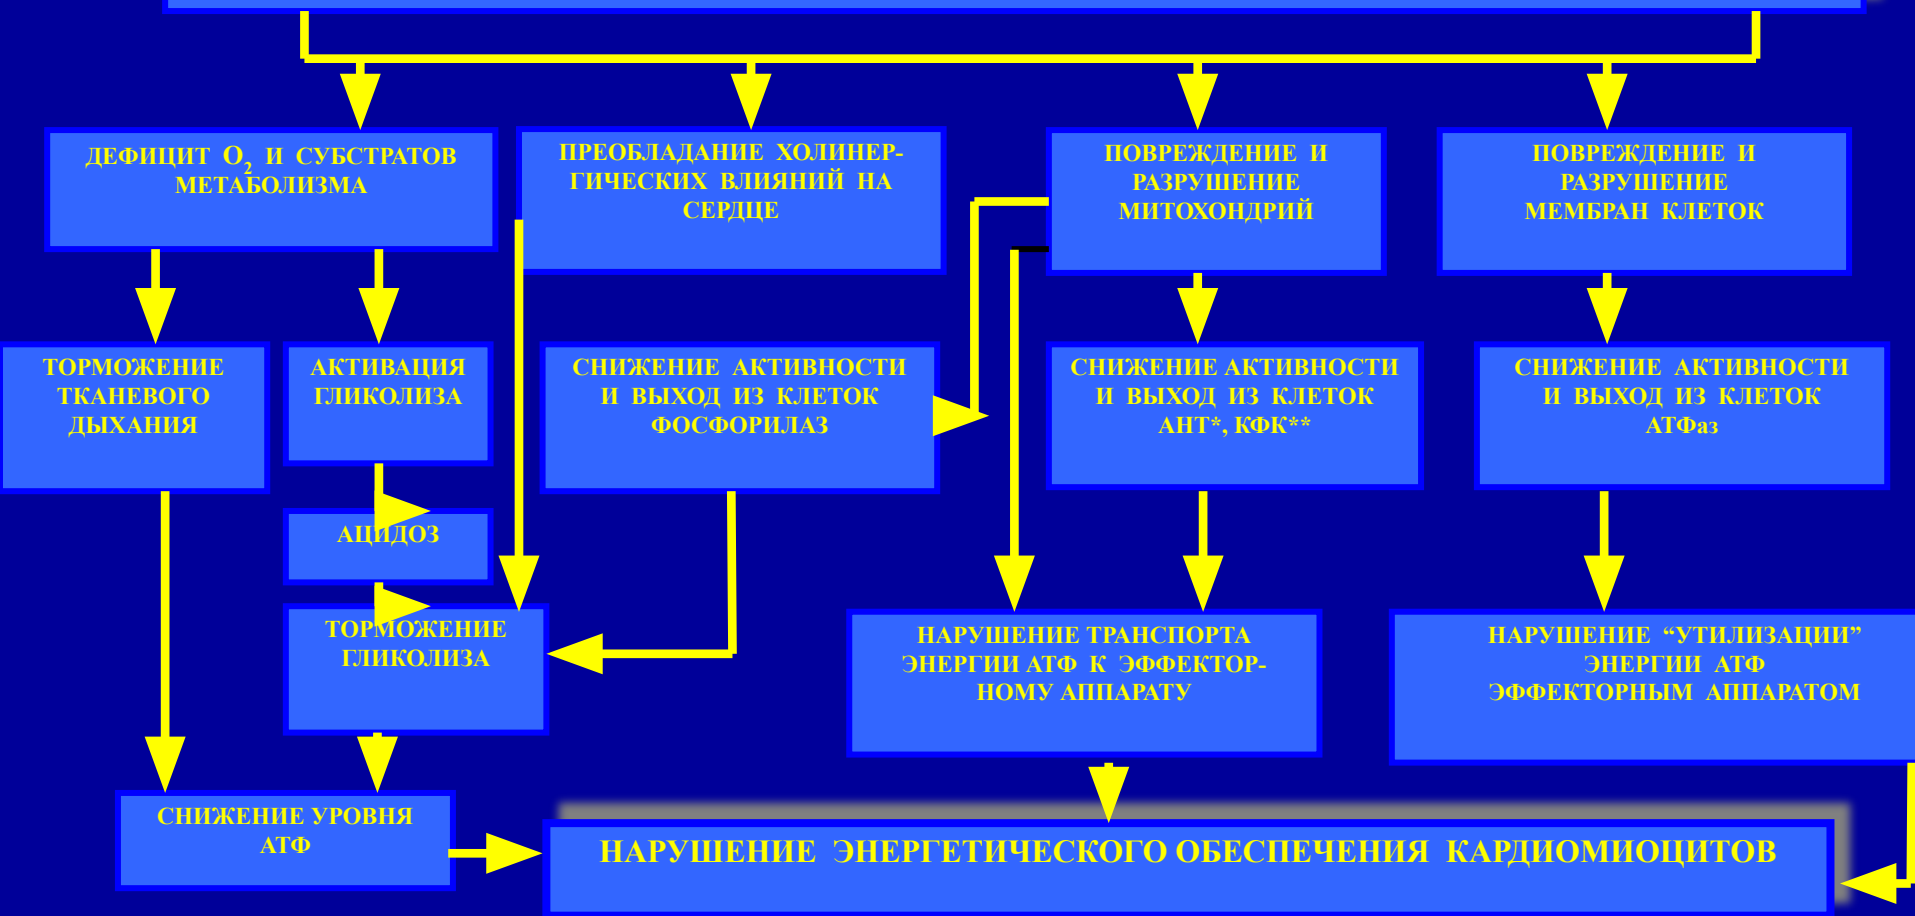 ДЕФИЦИТ О2 И СУБСТРАТОВ
МЕТАБОЛИЗМА
ПРЕОБЛАДАНИЕ ХОЛИНЕР-
ГИЧЕСКИХ ВЛИЯНИЙ НА
СЕРДЦЕ
ПОВРЕЖДЕНИЕ И
РАЗРУШЕНИЕ
МИТОХОНДРИЙ
ПОВРЕЖДЕНИЕ И
РАЗРУШЕНИЕ
МЕМБРАН КЛЕТОК
ТОРМОЖЕНИЕ
ТКАНЕВОГО
ДЫХАНИЯ
АКТИВАЦИЯ
ГЛИКОЛИЗА
СНИЖЕНИЕ АКТИВНОСТИ
И ВЫХОД ИЗ КЛЕТОК
ФОСФОРИЛАЗ
СНИЖЕНИЕ АКТИВНОСТИ
И ВЫХОД ИЗ КЛЕТОК
АНТ*, КФК**
СНИЖЕНИЕ АКТИВНОСТИ
И ВЫХОД ИЗ КЛЕТОК
АТФаз
АЦИДОЗ
ТОРМОЖЕНИЕ
ГЛИКОЛИЗА
НАРУШЕНИЕ ТРАНСПОРТА
ЭНЕРГИИ АТФ К ЭФФЕКТОР-
НОМУ АППАРАТУ
НАРУШЕНИЕ “УТИЛИЗАЦИИ”
ЭНЕРГИИ АТФ
ЭФФЕКТОРНЫМ АППАРАТОМ
СНИЖЕНИЕ УРОВНЯ
АТФ
НАРУШЕНИЕ ЭНЕРГЕТИЧЕСКОГО ОБЕСПЕЧЕНИЯ КАРДИОМИОЦИТОВ